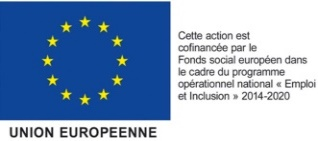 Cette action est
cofinancée par le
Fonds social européen dans
le cadre du programme
opérationnel national « Emploi
et Inclusion » 2014-2020
UNION EUROPEENNE